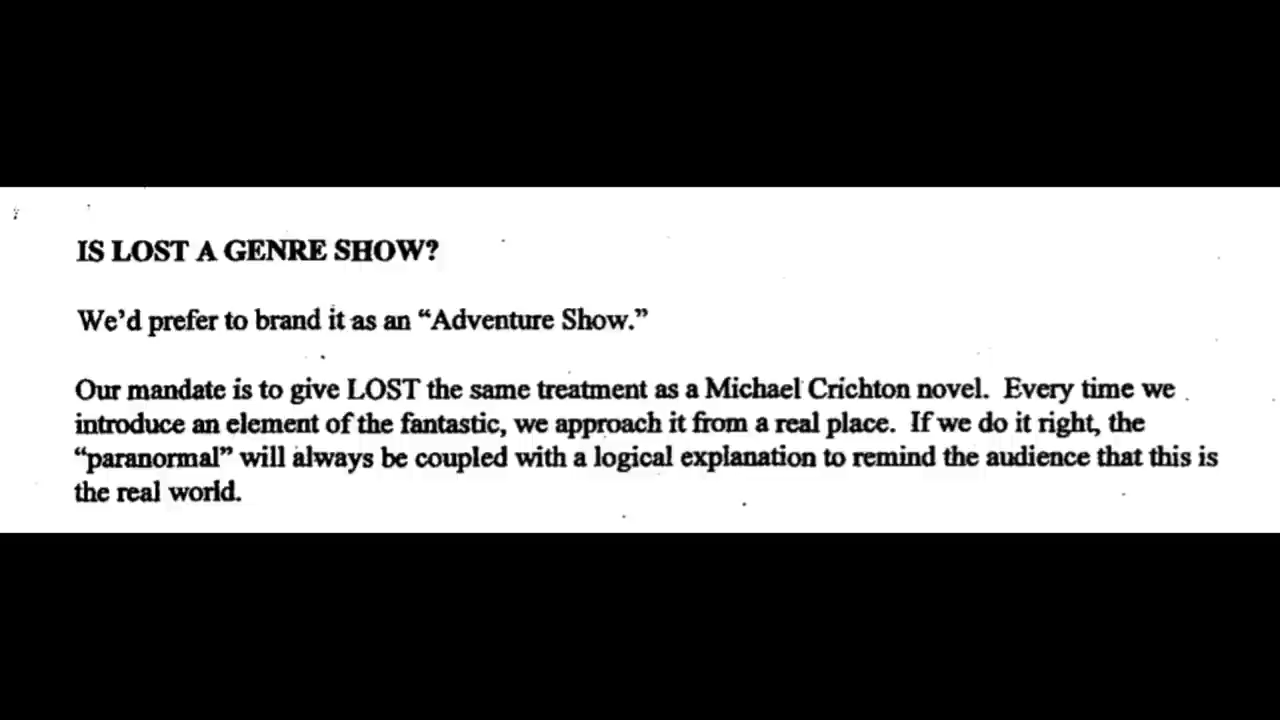 IS LOST A GENRE SHOW?
We'd prefer to brand it as an “Adventure Show.”
Our mandate is to give LOST the same treatment as a Michael Crichton novel. Every time we
introduce an element of the fantastic, we approach it from a real place. If we do it right, the
“paranormal” will always be coupled with a logical explanation to remind the audience that this is
the real world.